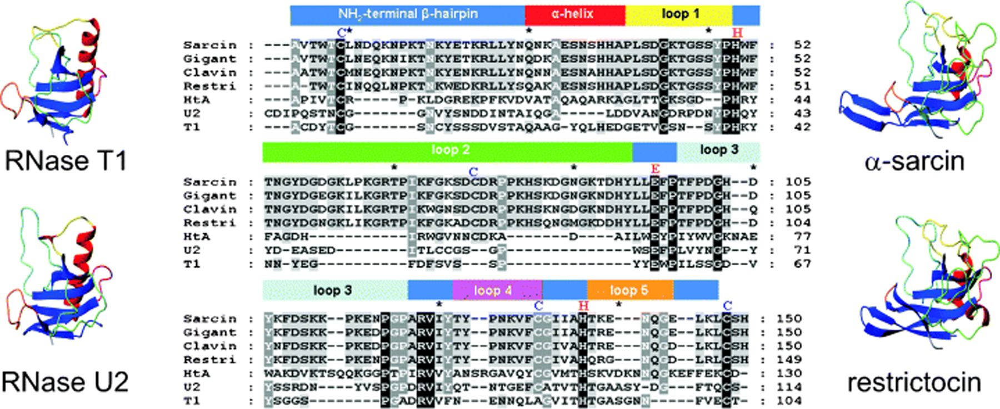 NH2-terminal β-hairpin α-helix loop 1
C * * * H
Sarcin : ---AVTWTCLNDQKNPKTNKYETKRLLYNQNKAESNSHHAPLSDGKTGSSYPHWF : 52
Gigant : ---AVTWTCLNEQKNIKTNKYETKRLLYNQDKAESNSHHAPLSDGKTGSSYPHWF : 52
Clavin : ---AATWTCMNEQKNPKTNKYENKRLLYNQNNAESNAHHAPLSDGKTGSSYPHWF : 52
Restri : ---A-TWTCINQQLNPKTNKWEDKRLLYSQAKAESNSHHAPLSDGKTGSSYPHWF : 51
HtA : ---APIVTCR-----P-KLDGREKPFKVDVATAQAQARKAGLTTGKSGD--PHRY : 44
U2 : CDIPQSTNCG-------GNVYSNDDINTAIQGA-----LDDVANGDRPDNYPHQY : 43
T1 : ---ACDYTCG-------SNCYSSSDVSTAQAAG-YQLHEDGETVGSN--SYPHKY : 42
loop 2 loop 3
* C * E *
Sarcin : TNGYDGDGKLPKGRTPIKFGKSDCDRPPKHSKDGNGKTDHYLLEFPTFPDGH--D : 105
Gigant : TNGYDGEGKILKGRTPIKFGKSDCDRPPKHSKDGNGKNDHYLLEFPTFPDGH--D : 105
Clavin : TNGYDGDGKILKGRTPIKWGNSDCDRPPKHSKNGDGKNDHYLLEFPTFPDGH--Q : 105
Restri : TNGYDGNGKLIKGRTPIKFGKADCDRPPKHSQNGMGKDDHYLLEFPTFPDGH--D : 104
HtA : FAGDH-----------IRWGVNNCDKA-------D----AILWEYPIYWVGKNAE : 77
U2 : YD-EASED--------ITLCCGS--GP--------------WSEFPLVYNGP--Y : 71
T1 : NN-YEG----------FDFSVS---SP--------------YYEWPILSSGD--V : 67
loop 3 loop 4 loop 5
* C H * C
Sarcin : YKFDSKK--PKENPGPARVIYTY--PNKVFCGIIAHTKE---NQGE--LKLCSH : 150
Gigant : YKFDSKK--PKEDPGPARVIYTY--PNKVFCGIIAHTRE---NQGE--LKLCSH : 150
Clavin : YNFDSKK--PKEDPGPARVIYTY--PNKVFCGIVAHTRE---NQGD--LKLCSH : 150
Restri : YKFDSKK--PKENPGPARVIYTY--PNKVFCGIVAHQRG---NQGD--LRLCSH : 149
HtA : WAKDVKTSQQKGGPTPIRVVYANSRGAVQYCGVMTHSKVDKNNQGKEFFEKCD- : 130
U2 : YSSRDN---YVSPGPDRVIYQT--NTGEFCATVTHTGAASY-DG--FTQCS- : 114
T1 : YSGGS--------PGADRVVFN---ENNQLAGVITHTGASGNN-----FVECT- : 104
RNase T1
α-sarcin
RNase U2
restrictocin